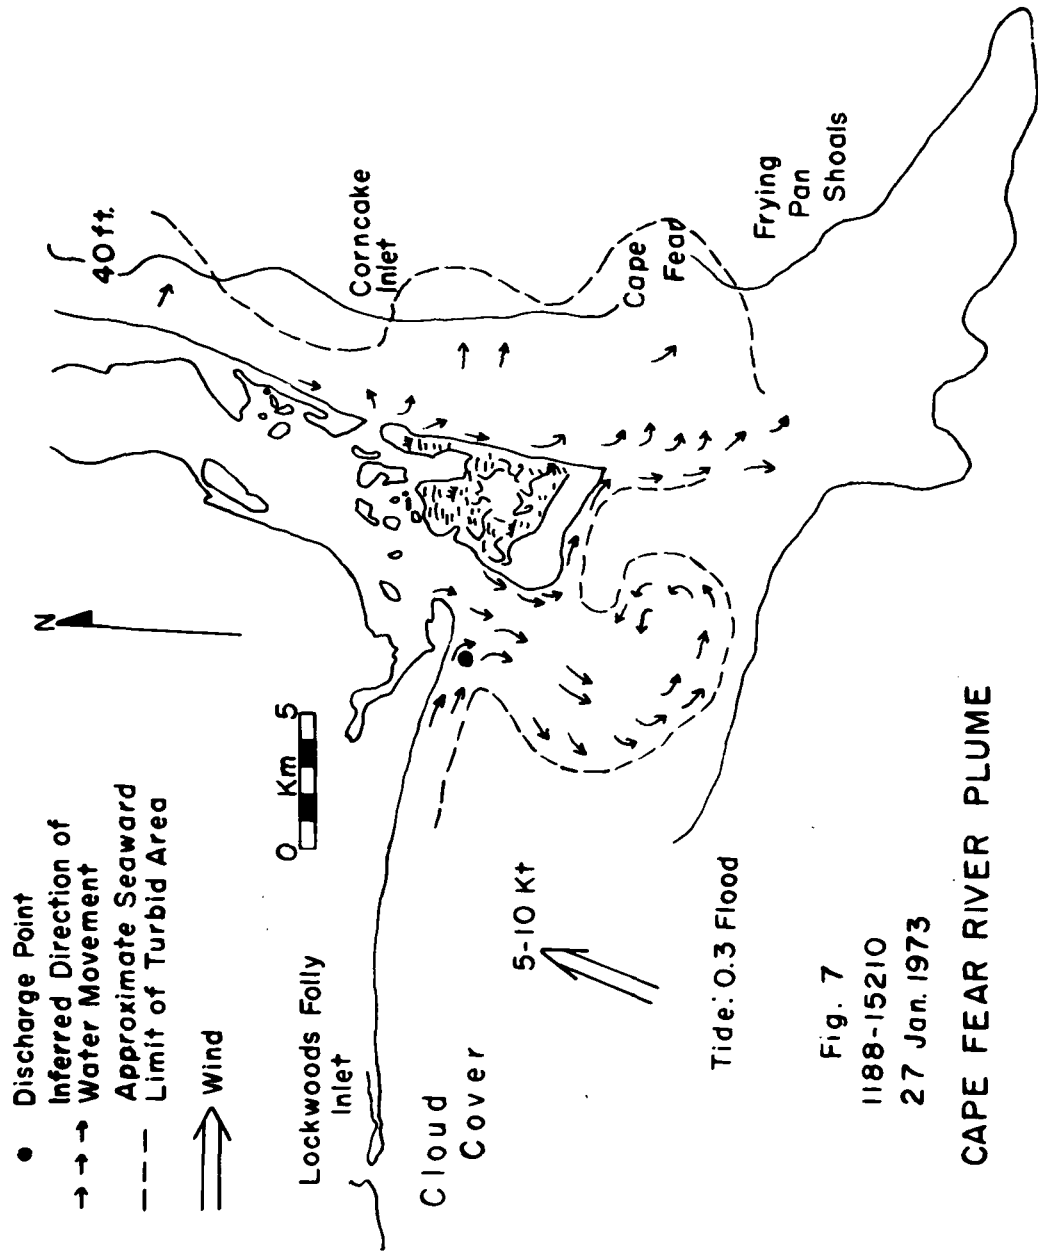 Discharge Point
Inferred Direction of
Water Movement
Approximate Seaward
Limit of Turbid Area
Wind
N
40ft.
0 Km 5
Corncake
Inlet
Lockwoods Folly
Inlet
Cloud
Cover
5-10 Kt
Cape
Fear
Frying
Pan
Shoals
Tide: 0.3 Flood
Fig. 7
1188-15210
27 Jan. 1973
CAPE FEAR RIVER PLUME